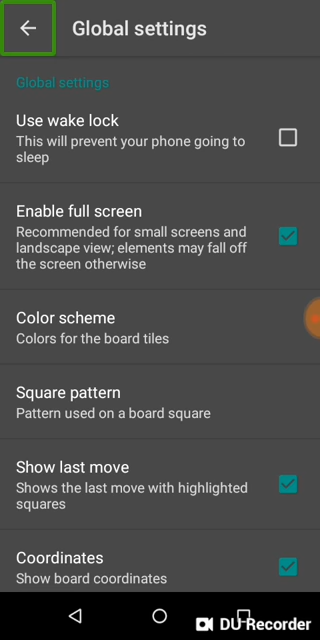 Global settings
Global settings
Use wake lock
This will prevent your phone going to
sleep
Enable full screen
Recommended for small screens and
landscape view; elements may fall off
the screen otherwise
Color scheme
Colors for the board tiles
Square pattern
Pattern used on a board square
Show last move
Shows the last move with highlighted
squares
Coordinates
Show board coordinates
DU Recorder